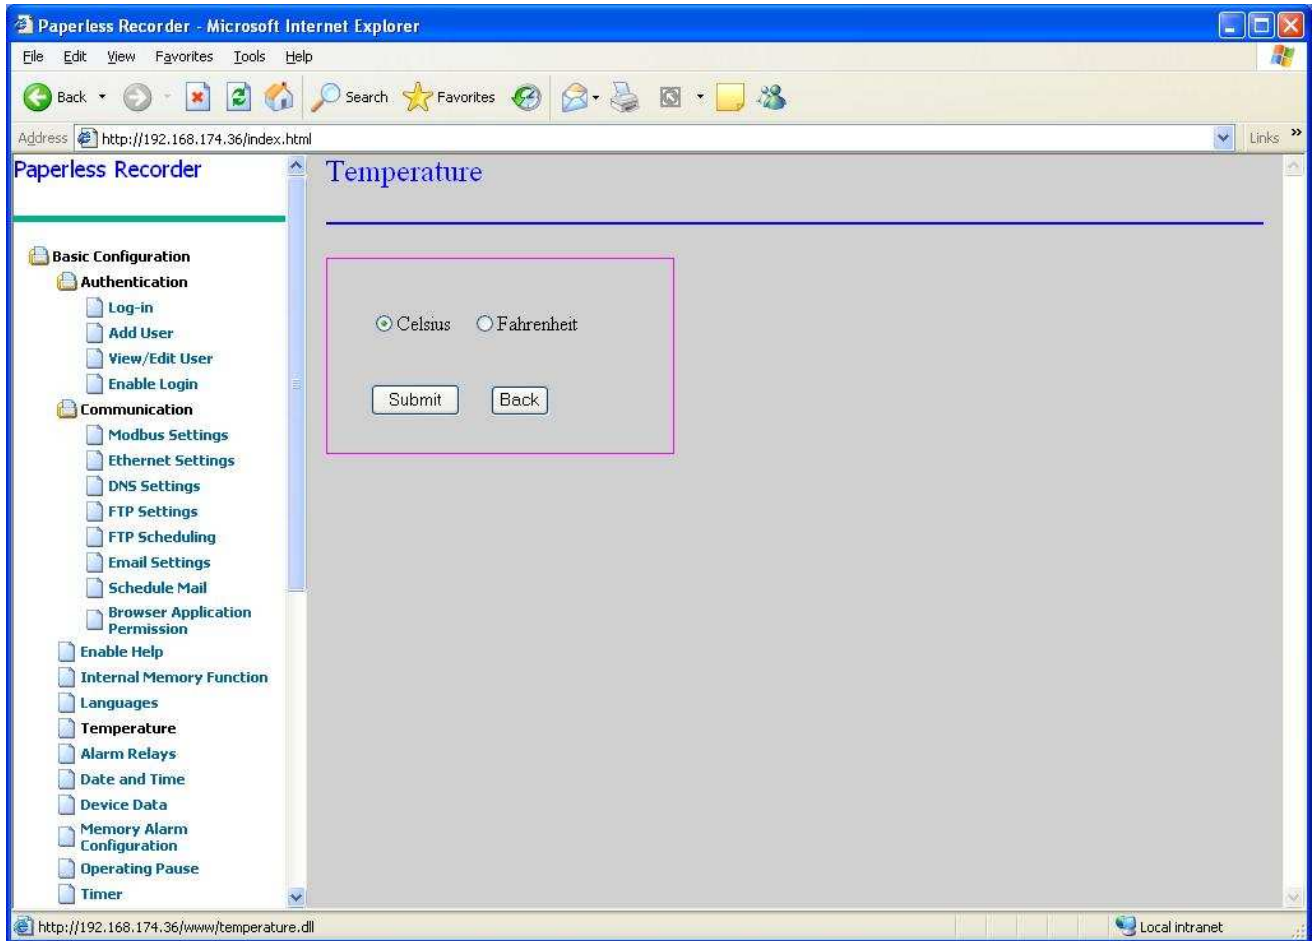 Paperless Recorder - Microsoft Internet Explorer
File Edit View Favorites Tools Help
Back Search Favorites
Address http://192.168.174.36/index.html Links »
Paperless Recorder
Basic Configuration
Authentication
Log-in
Add User
View/Edit User
Enable Login
Communication
Modbus Settings
Ethernet Settings
DNS Settings
FTP Settings
FTP Scheduling
Email Settings
Schedule Mail
Browser Application
Permission
Enable Help
Internal Memory Function
Languages
Temperature
Alarm Relays
Date and Time
Device Data
Memory Alarm
Configuration
Operating Pause
Timer
Temperature
Celsius Fahrenheit
Submit Back
http://192.168.174.36/www/temperature.dll Local intranet